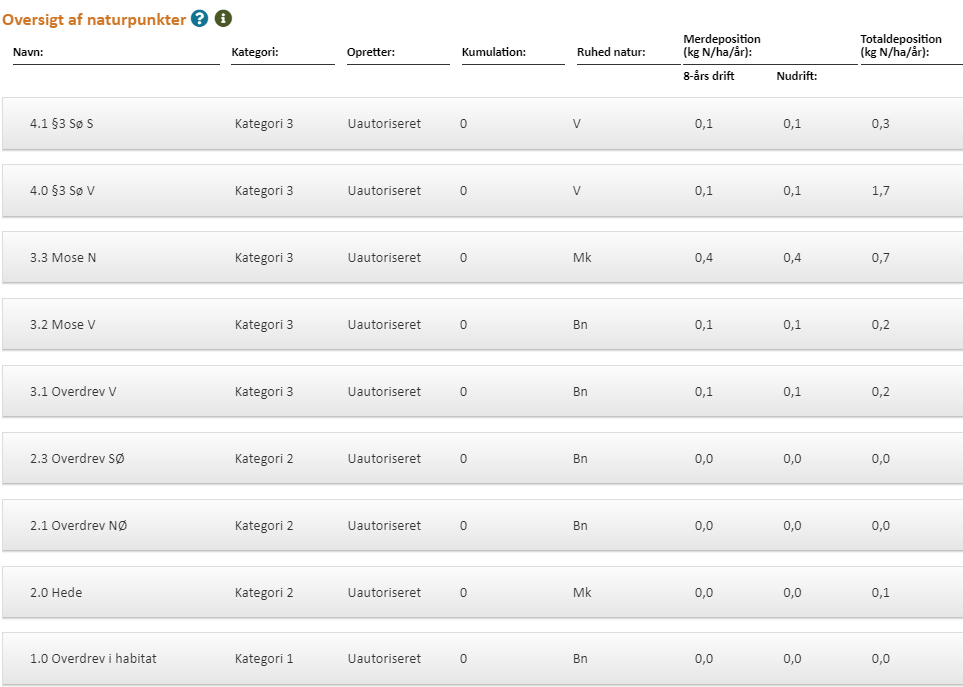 Oversigt af naturpunkter ? i
Navn: Kategori: Opretter: Kumulation: Ruhed natur: Merdeposition (kg N/ha/år): Totaldeposition (kg N/ha/år):
8-års drift Nudrift:
4.1 §3 Sø S Kategori 3 Uautoriseret 0 V 0,1 0,1 0,3
4.0 §3 Sø V Kategori 3 Uautoriseret 0 V 0,1 0,1 1,7
3.3 Mose N Kategori 3 Uautoriseret 0 Mk 0,4 0,4 0,7
3.2 Mose V Kategori 3 Uautoriseret 0 Bn 0,1 0,1 0,2
3.1 Overdrev V Kategori 3 Uautoriseret 0 Bn 0,1 0,1 0,2
2.3 Overdrev SØ Kategori 2 Uautoriseret 0 Bn 0,0 0,0 0,0
2.1 Overdrev NØ Kategori 2 Uautoriseret 0 Bn 0,0 0,0 0,0
2.0 Hede Kategori 2 Uautoriseret 0 Mk 0,0 0,0 0,1
1.0 Overdrev i habitat Kategori 1 Uautoriseret 0 Bn 0,0 0,0 0,0